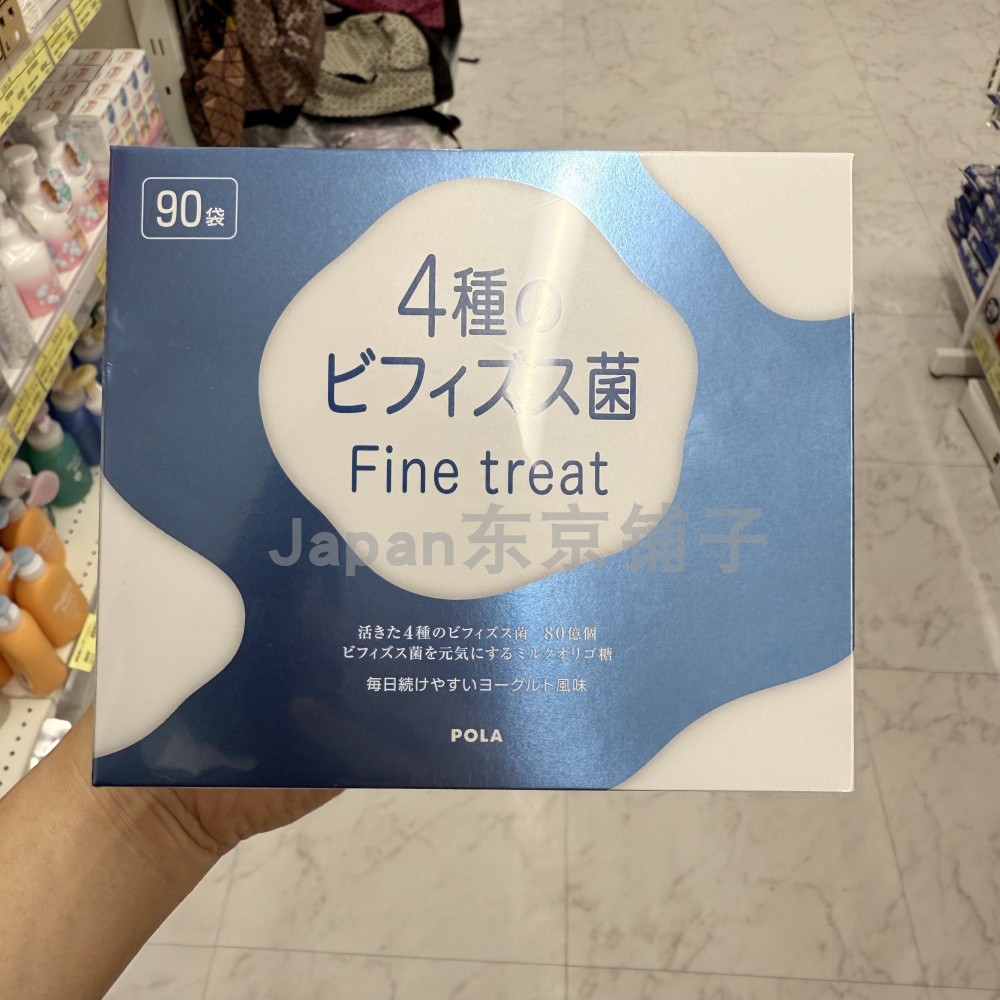 90袋
4種の
ビフィズス菌
Fine treat
Japan东京铺子
活きた4種のビフィズス菌 80億個
ビフィズス菌を元気にするミルクオリゴ糖
毎日続けやすいヨーグルト風味
POLA